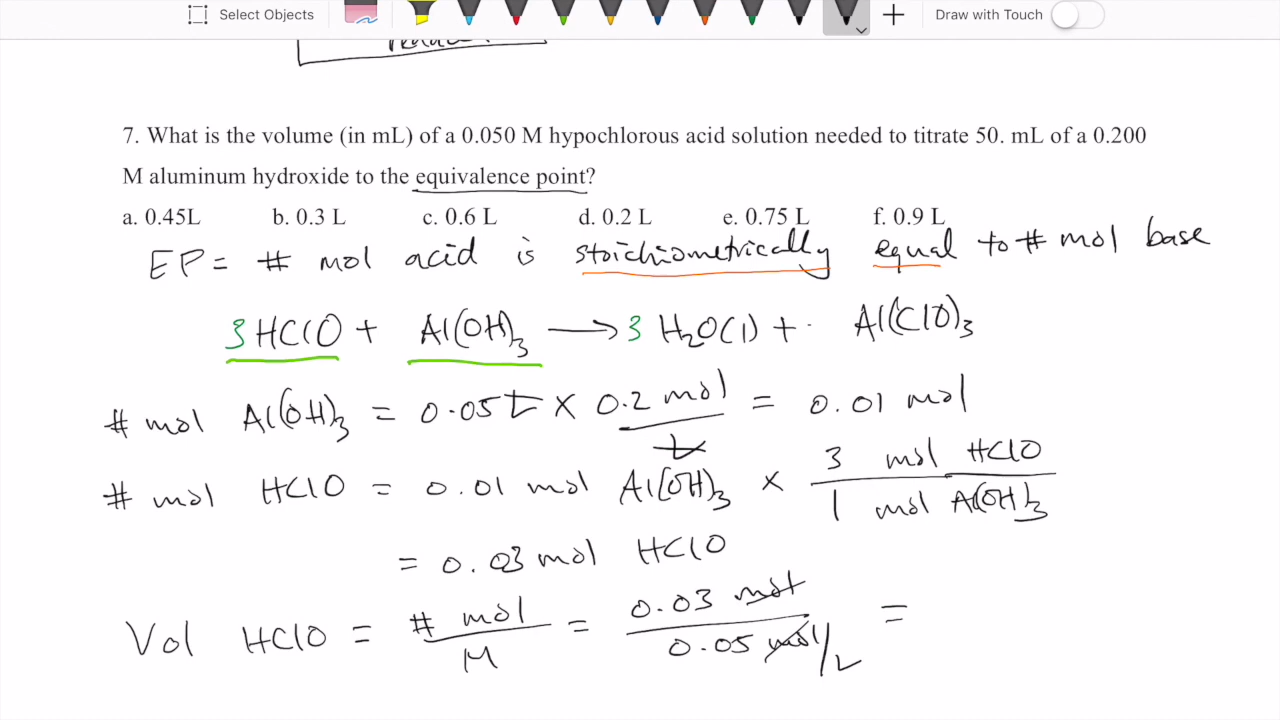 Select Objects
Draw with Touch
7. What is the volume (in mL) of a 0.050 M hypochlorous acid solution needed to titrate 50. mL of a 0.200
M aluminum hydroxide to the equivalence point?
a. 0.45L b. 0.3 L c. 0.6 L d. 0.2 L e. 0.75 L f. 0.9 L
EP = # mol acid is stoichiometrically equal to # mol base
3 HClO + Al(OH)3 → 3 H2O(l) + Al(ClO)3
# mol Al(OH)3 = 0.05 L × 0.2 mol / L = 0.01 mol
# mol HClO = 0.01 mol Al(OH)3 × 3 mol HClO / 1 mol Al(OH)3
= 0.03 mol HClO
Vol HClO = # mol / M = 0.03 mol / 0.05 mol/L =